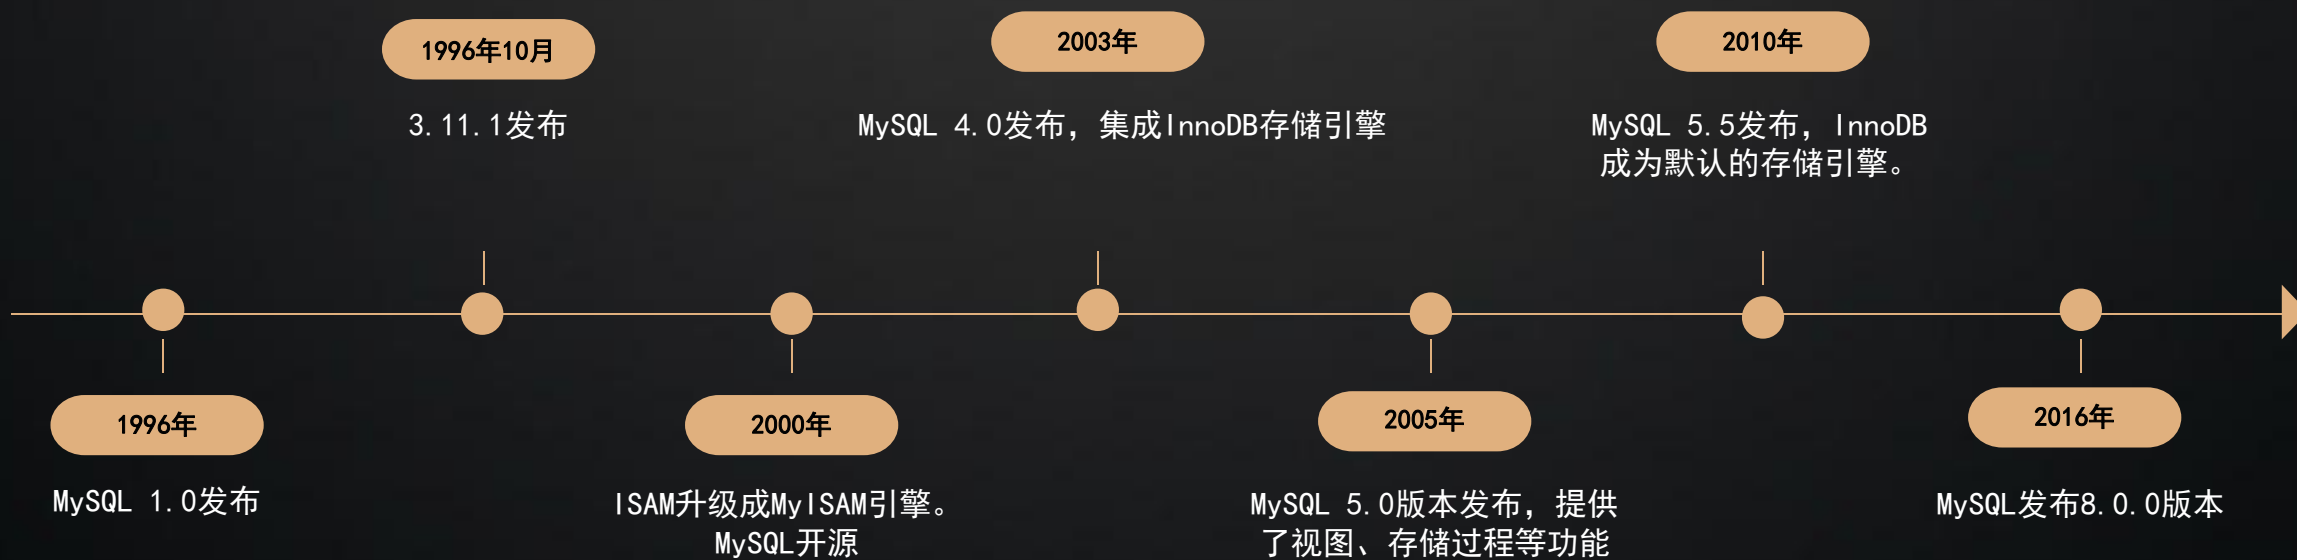 1996年10月
3.11.1发布
2003年
MySQL 4.0发布，集成InnoDB存储引擎
2010年
MySQL 5.5发布，InnoDB
成为默认的存储引擎。
1996年
MySQL 1.0发布
2000年
ISAM升级成MyISAM引擎。
MySQL开源
2005年
MySQL 5.0版本发布，提供
了视图、存储过程等功能
2016年
MySQL发布8.0.0版本